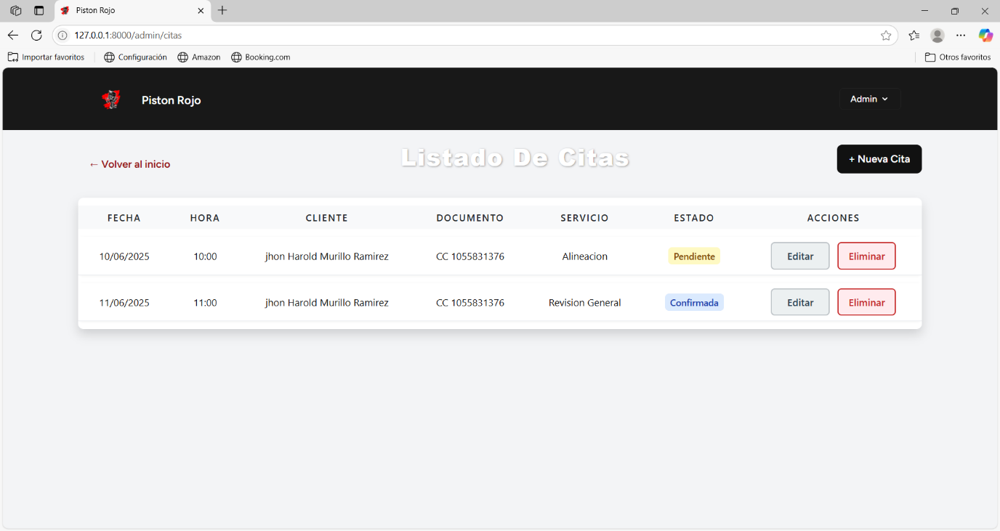 Piston Rojo
127.0.0.1:8000/admin/citas
Importar favoritos Configuración Amazon Booking.com Otros favoritos
Piston Rojo Admin
← Volver al inicio Listado De Citas + Nueva Cita
FECHA HORA CLIENTE DOCUMENTO SERVICIO ESTADO ACCIONES
10/06/2025 10:00 jhon Harold Murillo Ramirez CC 1055831376 Alineacion Pendiente Editar Eliminar
11/06/2025 11:00 jhon Harold Murillo Ramirez CC 1055831376 Revision General Confirmada Editar Eliminar